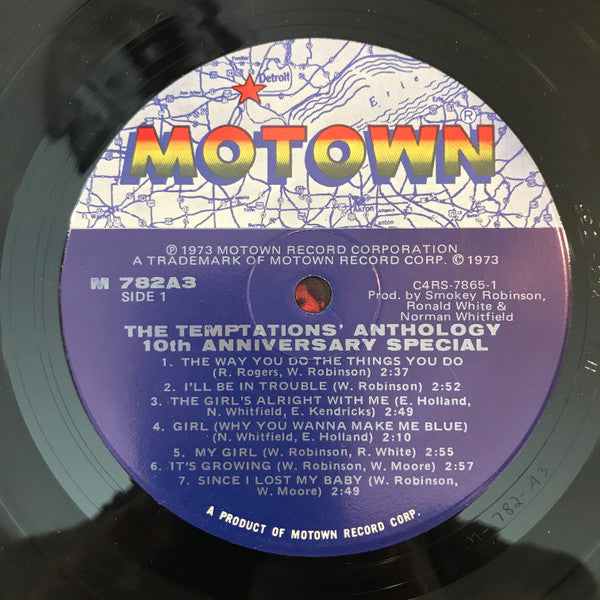 Detroit
Erie
MOTOWN®
Akron
℗ 1973 MOTOWN RECORD CORPORATION
A TRADEMARK OF MOTOWN RECORD CORP. © 1973
M 782A3
SIDE 1
C4RS-7865-1
Prod. by Smokey Robinson,
Ronald White &
Norman Whitfield
THE TEMPTATIONS' ANTHOLOGY
10th ANNIVERSARY SPECIAL
1. THE WAY YOU DO THE THINGS YOU DO
(R. Rogers, W. Robinson) 2:37
2. I'LL BE IN TROUBLE (W. Robinson) 2:52
3. THE GIRL'S ALRIGHT WITH ME (E. Holland,
N. Whitfield, E. Kendricks) 2:49
4. GIRL (WHY YOU WANNA MAKE ME BLUE)
(N. Whitfield, E. Holland) 2:10
5. MY GIRL (W. Robinson, R. White) 2:55
6. IT'S GROWING (W. Robinson, W. Moore) 2:57
7. SINCE I LOST MY BABY (W. Robinson,
W. Moore) 2:49
A PRODUCT OF MOTOWN RECORD CORP.
M-782-A3